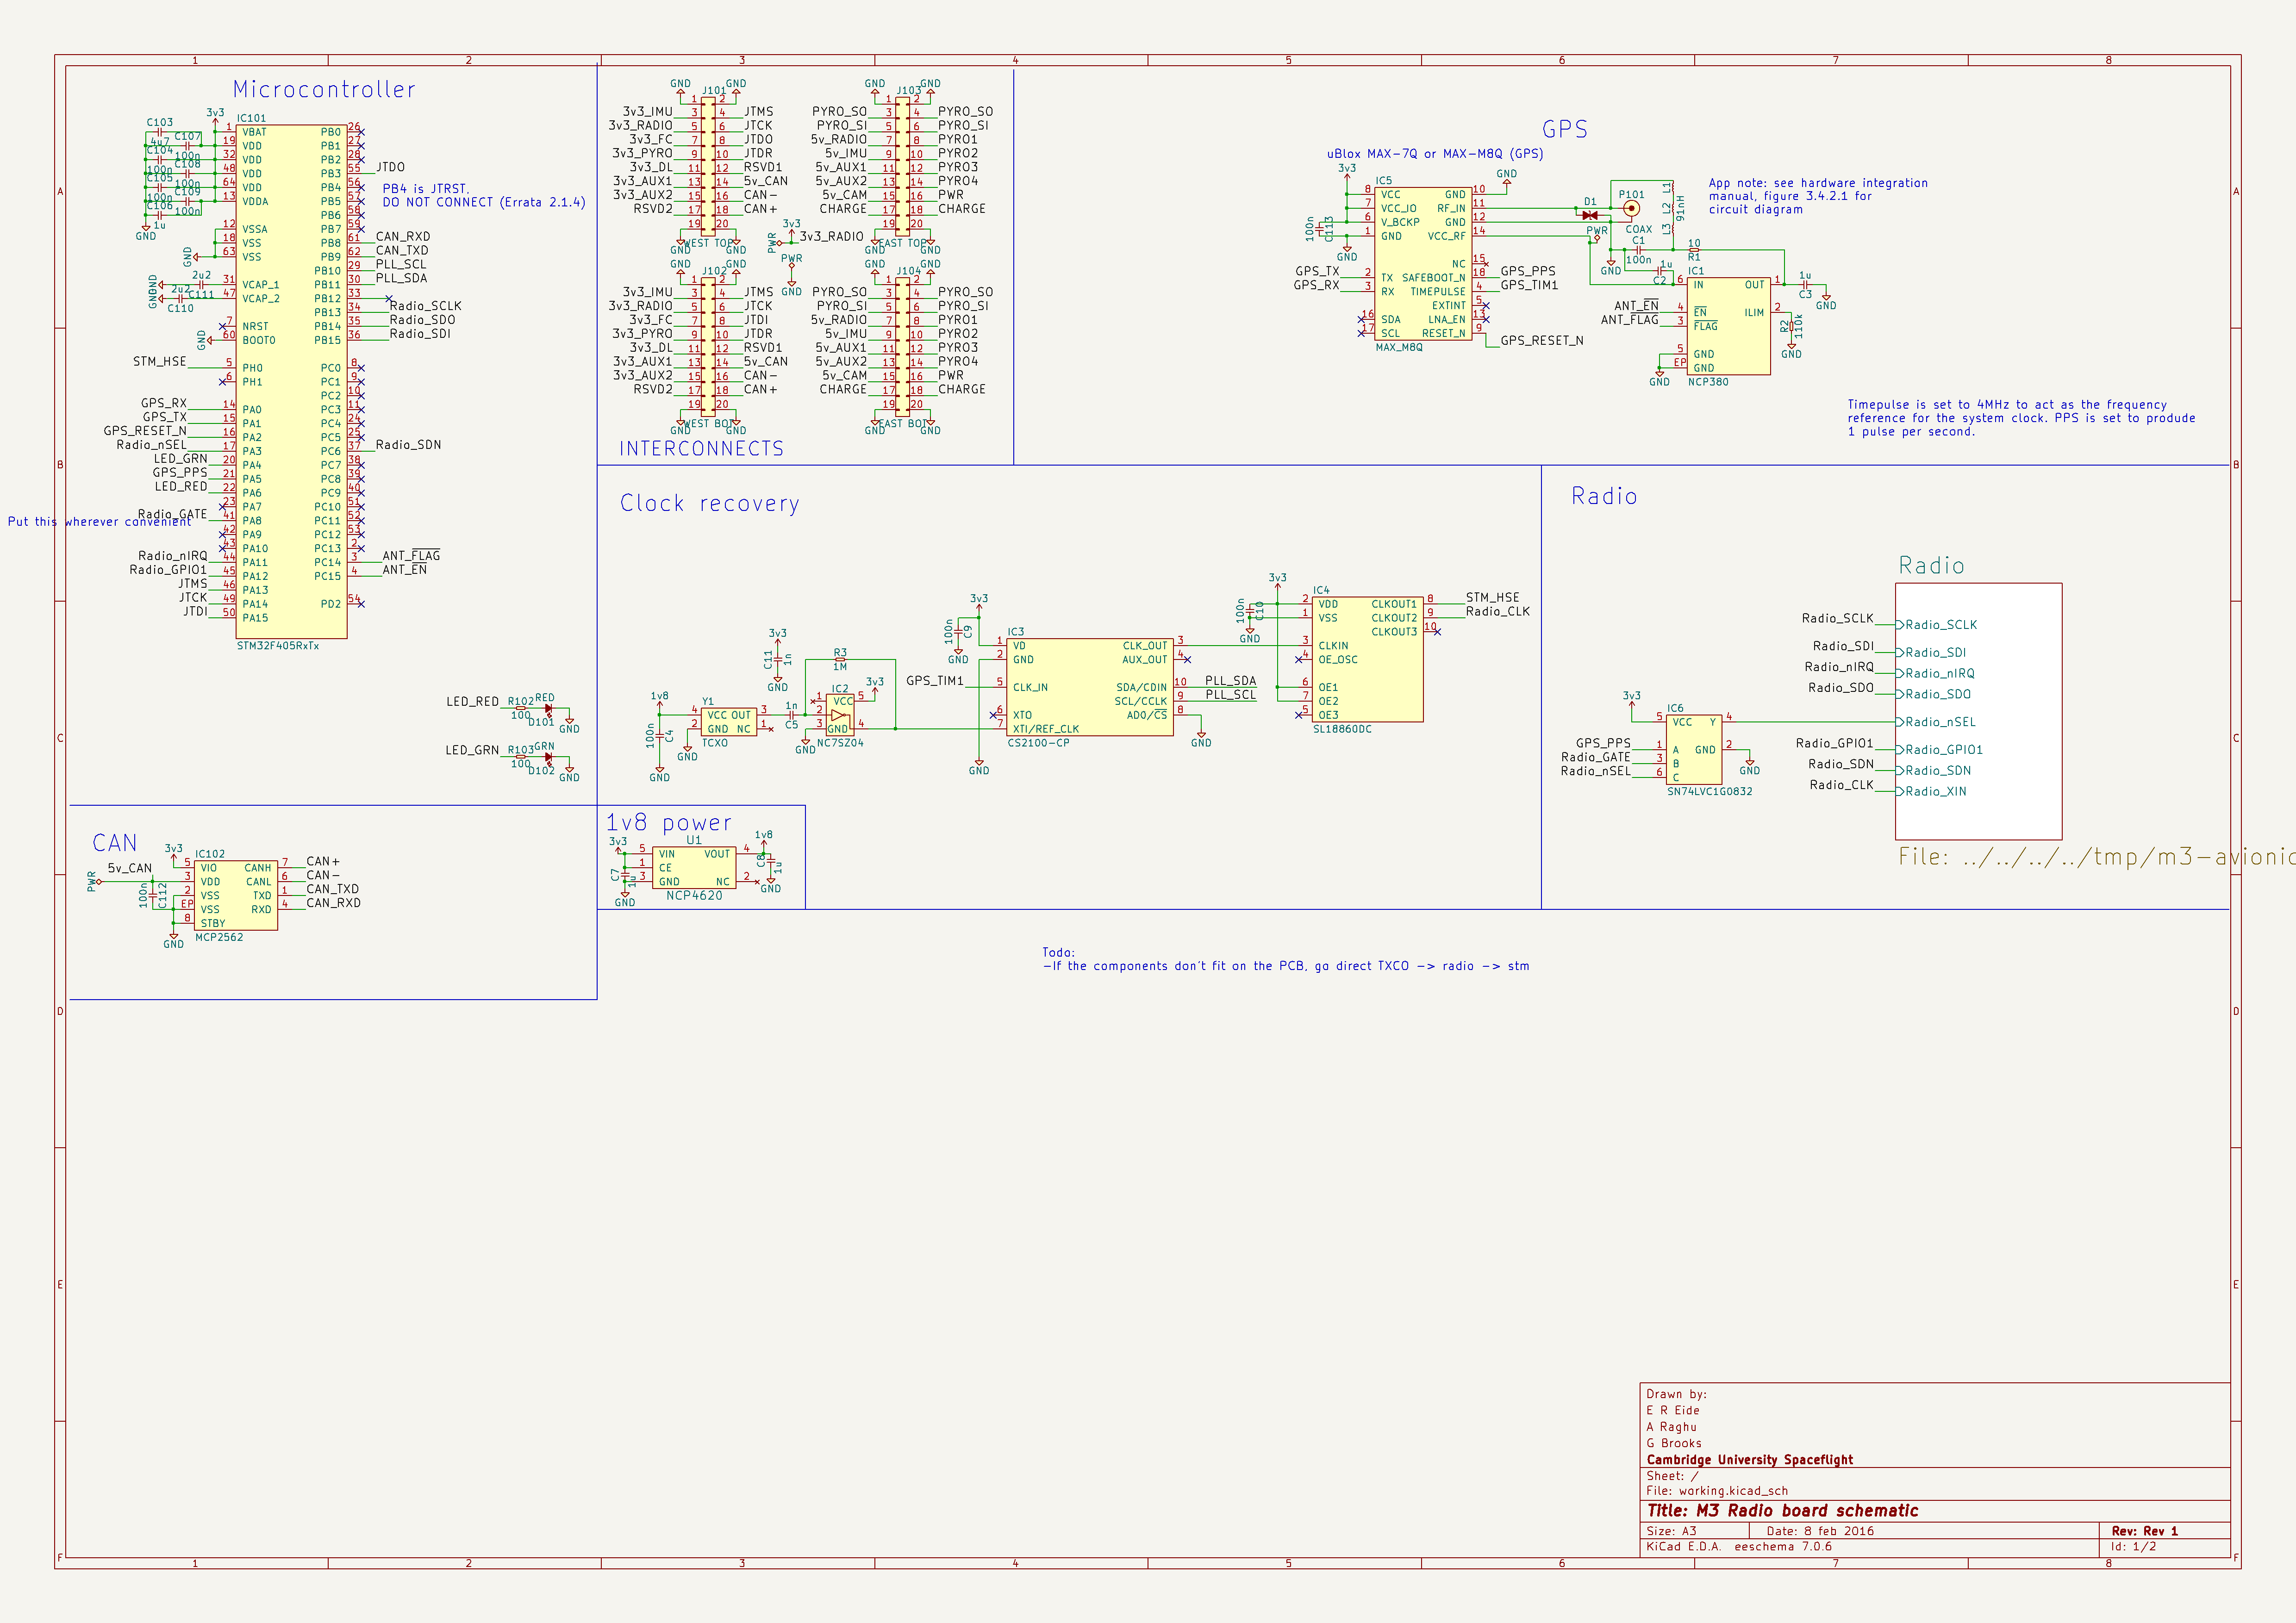 1 2 3 4 5 6 7 8
A B C D E F
Microcontroller
3v3
IC101
C103
4u7
C107
100n
C104
100n
C108
100n
C105
100n
C109
100n
C106
1u
GND
1 VBAT
19 VDD
32 VDD
48 VDD
64 VDD
13 VDDA
12 VSSA
18 VSS
63 VSS
GND
31 VCAP_1
47 VCAP_2
2u2
C111
2u2
C110
GND
GND
7 NRST
60 BOOT0
GND
STM_HSE 5 PH0
6 PH1
GPS_RX 14 PA0
GPS_TX 15 PA1
GPS_RESET_N 16 PA2
Radio_nSEL 17 PA3
LED_GRN 20 PA4
GPS_PPS 21 PA5
LED_RED 22 PA6
23 PA7
Radio_GATE 41 PA8
Put this wherever convenient
42 PA9
43 PA10
Radio_nIRQ 44 PA11
Radio_GPIO1 45 PA12
JTMS 46 PA13
JTCK 49 PA14
JTDI 50 PA15
STM32F405RxTx
PB0 26
PB1 27
PB2 28
PB3 55 JTDO
PB4 56
PB5 57
PB6 58
PB7 59
PB8 61 CAN_RXD
PB9 62 CAN_TXD
PB10 29 PLL_SCL
PB11 30 PLL_SDA
PB12 33
PB13 34 Radio_SCLK
PB14 35 Radio_SDO
PB15 36 Radio_SDI
PB4 is JTRST,
DO NOT CONNECT (Errata 2.1.4)
PC0 8
PC1 9
PC2 10
PC3 11
PC4 24
PC5 25
PC6 37 Radio_SDN
PC7 38
PC8 39
PC9 40
PC10 51
PC11 52
PC12 53
PC13 2
PC14 3 ANT_FLAG
PC15 4 ANT_EN
PD2 54
LED_RED R102 100 RED D101 GND
LED_GRN R103 100 GRN D102 GND
GND J101 GND
1 2
3v3_IMU 3 4 JTMS
3v3_RADIO 5 6 JTCK
3v3_FC 7 8 JTDO
3v3_PYRO 9 10 JTDR
3v3_DL 11 12 RSVD1
3v3_AUX1 13 14 5v_CAN
3v3_AUX2 15 16 CAN-
RSVD2 17 18 CAN+
19 20
GND WEST TOP GND
GND J103 GND
1 2
PYRO_SO 3 4 PYRO_SO
PYRO_SI 5 6 PYRO_SI
5v_RADIO 7 8 PYRO1
5v_IMU 9 10 PYRO2
5v_AUX1 11 12 PYRO3
5v_AUX2 13 14 PYRO4
5v_CAM 15 16 PWR
CHARGE 17 18 CHARGE
19 20
GND EAST TOP GND
3v3
PWR 3v3_RADIO
PWR
GND
GND J102 GND
1 2
3v3_IMU 3 4 JTMS
3v3_RADIO 5 6 JTCK
3v3_FC 7 8 JTDI
3v3_PYRO 9 10 JTDR
3v3_DL 11 12 RSVD1
3v3_AUX1 13 14 5v_CAN
3v3_AUX2 15 16 CAN-
RSVD2 17 18 CAN+
19 20
GND WEST BOT GND
GND J104 GND
1 2
PYRO_SO 3 4 PYRO_SO
PYRO_SI 5 6 PYRO_SI
5v_RADIO 7 8 PYRO1
5v_IMU 9 10 PYRO2
5v_AUX1 11 12 PYRO3
5v_AUX2 13 14 PYRO4
5v_CAM 15 16 PWR
CHARGE 17 18 CHARGE
19 20
GND EAST BOT GND
INTERCONNECTS
GPS
uBlox MAX-7Q or MAX-M8Q (GPS)
3v3
IC5
100n
C113
GND
8 VCC GND 10 GND
7 VCC_IO RF_IN 11
6 V_BCKP GND 12
1 GND VCC_RF 14
NC 15
GPS_TX 2 TX SAFEBOOT_N 18 GPS_PPS
GPS_RX 3 RX TIMEPULSE 4 GPS_TIM1
EXTINT 5
16 SDA LNA_EN 13
17 SCL RESET_N 9 GPS_RESET_N
MAX_M8Q
D1
P101
COAX
PWR
GND
C1
100n
1u
C2
L1
L2
L3
91nH
10
R1
App note: see hardware integration
manual, figure 3.4.2.1 for
circuit diagram
IC1
6 IN OUT 1
ANT_EN 4 EN ILIM 2
ANT_FLAG 3 FLAG
5 GND
EP GND
GND
NCP380
1u
C3
GND
R2
110k
GND
Timepulse is set to 4MHz to act as the frequency
reference for the system clock. PPS is set to produde
1 pulse per second.
Clock recovery
1v8
100n
C4
GND
Y1
4 VCC OUT 3
2 GND NC 1
TCXO
GND
3v3
C11
1n
GND
1n
C5
R3
1M
IC2
1 VCC 5
2
3 GND 4
NC7SZ04
3v3
GND
3v3
100n
C9
GND
IC3
1 VD CLK_OUT 3
2 GND AUX_OUT 4
GPS_TIM1 5 CLK_IN SDA/CDIN 10 PLL_SDA
SCL/CCLK 9 PLL_SCL
6 XTO AD0/CS 8
7 XTI/REF_CLK
CS2100-CP
GND
GND
3v3
100n
C10
GND
IC4
2 VDD CLKOUT1 8 STM_HSE
1 VSS CLKOUT2 9 Radio_CLK
CLKOUT3 10
3 CLKIN
4 OE_OSC
6 OE1
7 OE2
5 OE3
SL18860DC
Radio
3v3
IC6
5 VCC Y 4
GPS_PPS 1 A GND 2
Radio_GATE 3 B
Radio_nSEL 6 C
SN74LVC1G0832
GND
Radio
Radio_SCLK Radio_SCLK
Radio_SDI Radio_SDI
Radio_nIRQ Radio_nIRQ
Radio_SDO Radio_SDO
Radio_nSEL
Radio_GPIO1 Radio_GPIO1
Radio_SDN Radio_SDN
Radio_CLK Radio_XIN
File: ../../../../tmp/m3-avionic
CAN
3v3
5v_CAN
PWR
100n
C112
GND
IC102
5 VIO CANH 7 CAN+
3 VDD CANL 6 CAN-
2 VSS TXD 1 CAN_TXD
EP VSS RXD 4 CAN_RXD
8 STBY
MCP2562
1v8 power
3v3
U1
5 VIN VOUT 4
1 CE
3 GND NC 2
NCP4620
C7
1u
GND
1v8
C8
1u
GND
Todo:
-If the components don't fit on the PCB, go direct TXCO -> radio -> stm
Drawn by:
E R Eide
A Raghu
G Brooks
Cambridge University Spaceflight
Sheet: /
File: working.kicad_sch
Title: M3 Radio board schematic
Size: A3 Date: 8 feb 2016 Rev: Rev 1
KiCad E.D.A. eeschema 7.0.6 Id: 1/2
1 2 3 4 5 6 7 8
A B C D E F